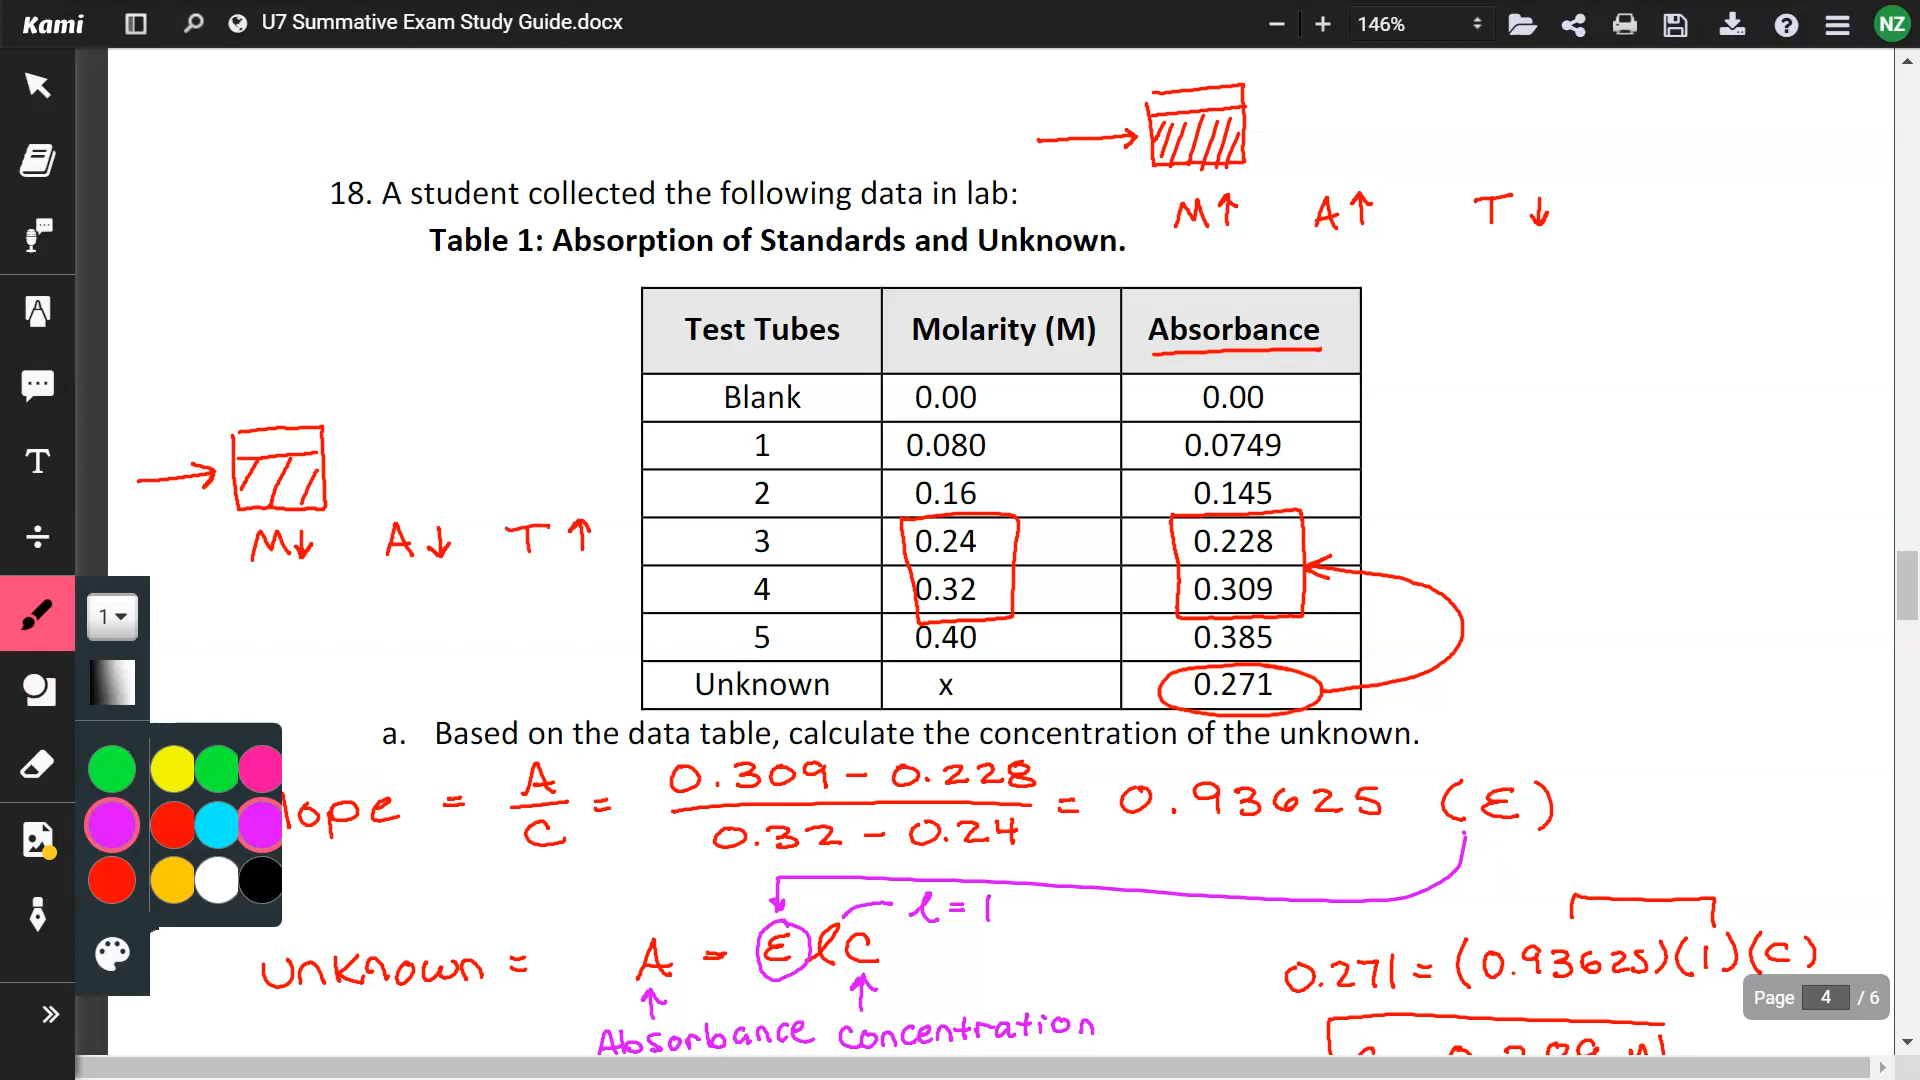 Kami U7 Summative Exam Study Guide.docx 146% NZ
18. A student collected the following data in lab:
M↑ A↑ T↓
Table 1: Absorption of Standards and Unknown.
Test Tubes Molarity (M) Absorbance
Blank 0.00 0.00
1 0.080 0.0749
2 0.16 0.145
3 0.24 0.228
M↓ A↓ T↑
4 0.32 0.309
5 0.40 0.385
Unknown x 0.271
1
a. Based on the data table, calculate the concentration of the unknown.
lope = A/C = 0.309 - 0.228 / 0.32 - 0.24 = 0.93625 (ε)
l = 1
unknown = A = εlC
0.271 = (0.93625)(1)(C)
Absorbance concentration
Page 4 / 6